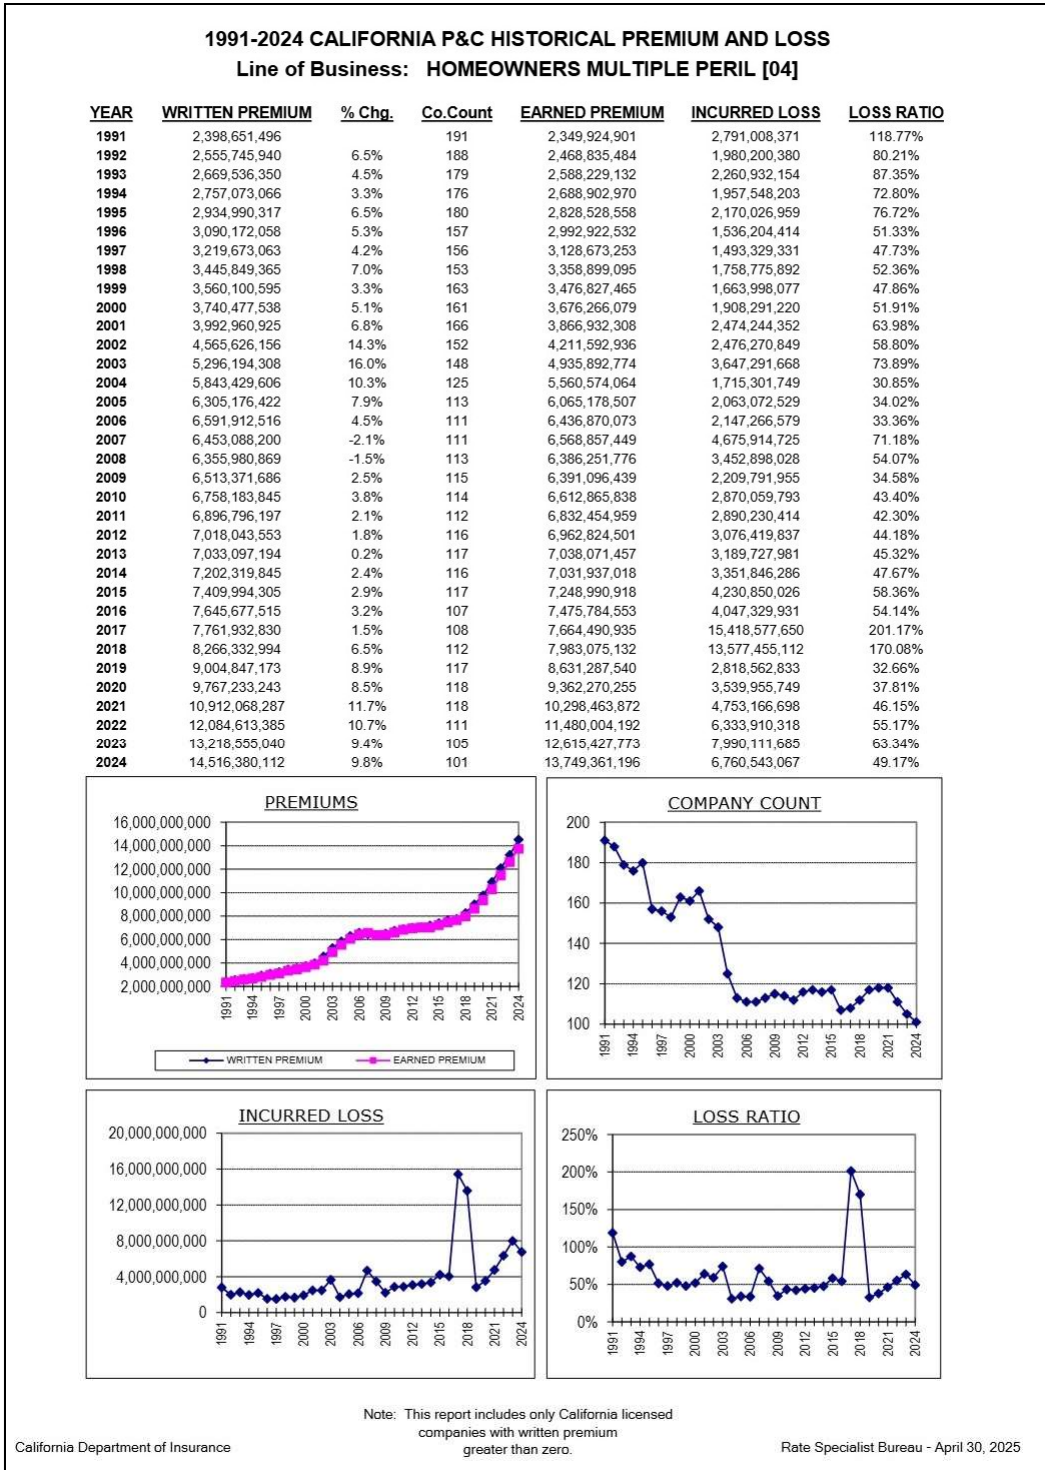 1991-2024 CALIFORNIA P&C HISTORICAL PREMIUM AND LOSS
Line of Business: HOMEOWNERS MULTIPLE PERIL [04]
YEAR WRITTEN PREMIUM % Chg. Co.Count EARNED PREMIUM INCURRED LOSS LOSS RATIO
1991 2,398,651,496 191 2,349,924,901 2,791,008,371 118.77%
1992 2,555,745,940 6.5% 188 2,468,835,484 1,980,200,380 80.21%
1993 2,669,536,350 4.5% 179 2,588,229,132 2,260,932,154 87.35%
1994 2,757,073,066 3.3% 176 2,688,902,970 1,957,548,203 72.80%
1995 2,934,990,317 6.5% 180 2,828,528,558 2,170,026,959 76.72%
1996 3,090,172,058 5.3% 157 2,992,922,532 1,536,204,414 51.33%
1997 3,219,673,063 4.2% 156 3,128,673,253 1,493,329,331 47.73%
1998 3,445,849,365 7.0% 153 3,358,899,095 1,758,775,892 52.36%
1999 3,560,100,595 3.3% 163 3,476,827,465 1,663,998,077 47.86%
2000 3,740,477,538 5.1% 161 3,676,266,079 1,908,291,220 51.91%
2001 3,992,960,925 6.8% 166 3,866,932,308 2,474,244,352 63.98%
2002 4,565,626,156 14.3% 152 4,211,592,936 2,476,270,849 58.80%
2003 5,296,194,308 16.0% 148 4,935,892,774 3,647,291,668 73.89%
2004 5,843,429,606 10.3% 125 5,560,574,064 1,715,301,749 30.85%
2005 6,305,176,422 7.9% 113 6,065,178,507 2,063,072,529 34.02%
2006 6,591,912,516 4.5% 111 6,436,870,073 2,147,266,579 33.36%
2007 6,453,088,200 -2.1% 111 6,568,857,449 4,675,914,725 71.18%
2008 6,355,980,869 -1.5% 113 6,386,251,776 3,452,898,028 54.07%
2009 6,513,371,686 2.5% 115 6,391,096,439 2,209,791,955 34.58%
2010 6,758,183,845 3.8% 114 6,612,865,838 2,870,059,793 43.40%
2011 6,896,796,197 2.1% 112 6,832,454,959 2,890,230,414 42.30%
2012 7,018,043,553 1.8% 116 6,962,824,501 3,076,419,837 44.18%
2013 7,033,097,194 0.2% 117 7,038,071,457 3,189,727,981 45.32%
2014 7,202,319,845 2.4% 116 7,031,937,018 3,351,846,286 47.67%
2015 7,409,994,305 2.9% 117 7,248,990,918 4,230,850,026 58.36%
2016 7,645,677,515 3.2% 107 7,475,784,553 4,047,329,931 54.14%
2017 7,761,932,830 1.5% 108 7,664,490,935 15,418,577,650 201.17%
2018 8,266,332,994 6.5% 112 7,983,075,132 13,577,455,112 170.08%
2019 9,004,847,173 8.9% 117 8,631,287,540 2,818,562,833 32.66%
2020 9,767,233,243 8.5% 118 9,362,270,255 3,539,955,749 37.81%
2021 10,912,068,287 11.7% 118 10,298,463,872 4,753,166,698 46.15%
2022 12,084,613,385 10.7% 111 11,480,004,192 6,333,910,318 55.17%
2023 13,218,555,040 9.4% 105 12,615,427,773 7,990,111,685 63.34%
2024 14,516,380,112 9.8% 101 13,749,361,196 6,760,543,067 49.17%
PREMIUMS
16,000,000,000
14,000,000,000
12,000,000,000
10,000,000,000
8,000,000,000
6,000,000,000
4,000,000,000
2,000,000,000
1991 1994 1997 2000 2003 2006 2009 2012 2015 2018 2021 2024
WRITTEN PREMIUM EARNED PREMIUM
COMPANY COUNT
200
180
160
140
120
100
1991 1994 1997 2000 2003 2006 2009 2012 2015 2018 2021 2024
INCURRED LOSS
20,000,000,000
16,000,000,000
12,000,000,000
8,000,000,000
4,000,000,000
0
1991 1994 1997 2000 2003 2006 2009 2012 2015 2018 2021 2024
LOSS RATIO
250%
200%
150%
100%
50%
0%
1991 1994 1997 2000 2003 2006 2009 2012 2015 2018 2021 2024
Note: This report includes only California licensed
companies with written premium
greater than zero.
California Department of Insurance
Rate Specialist Bureau - April 30, 2025